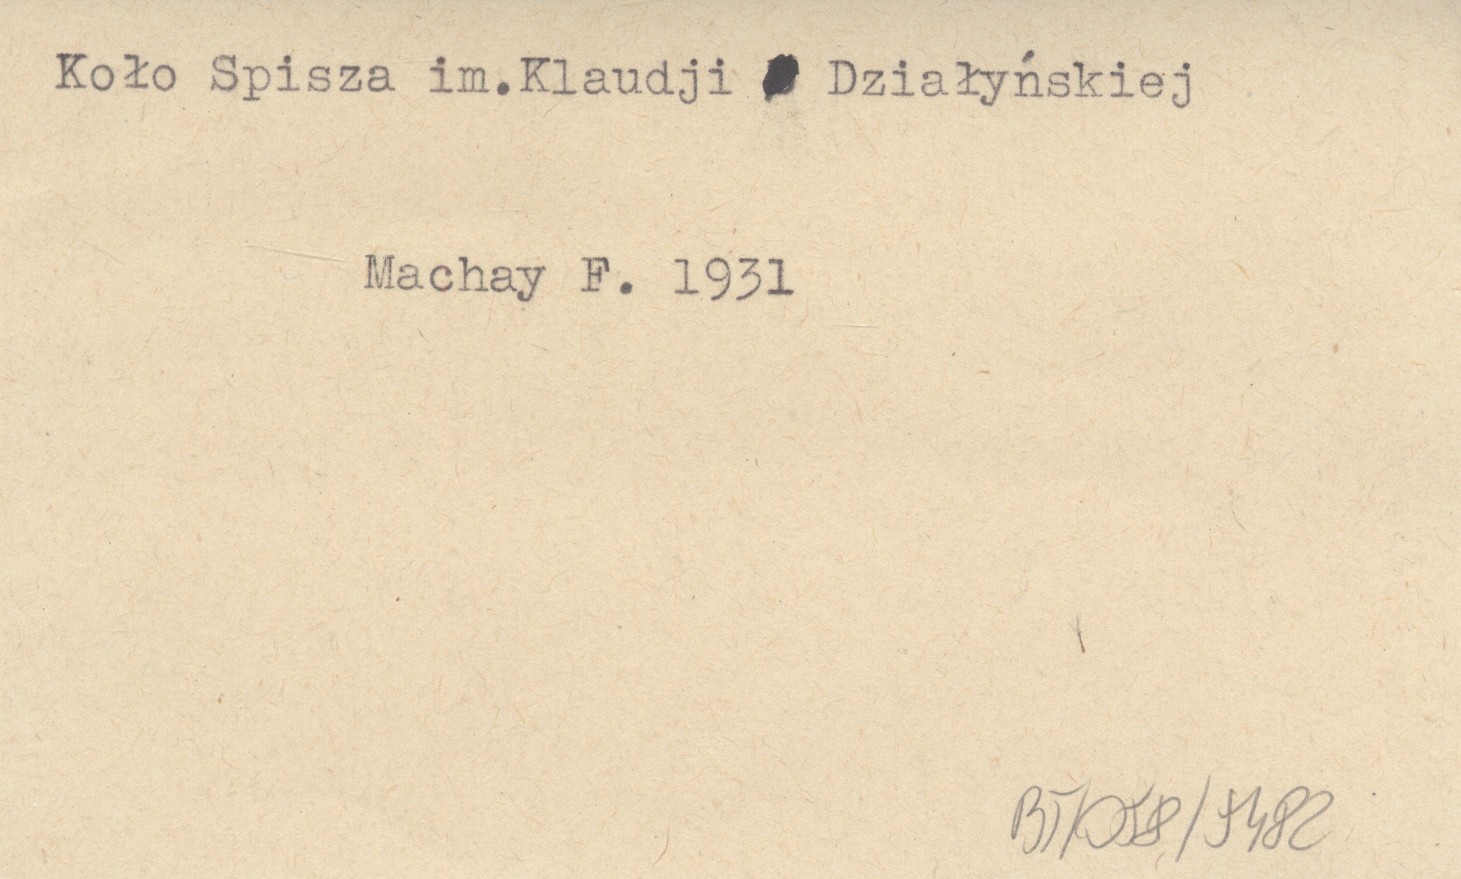 Koło Spisza im.Klaudji Działyńskiej
Machay F. 1931